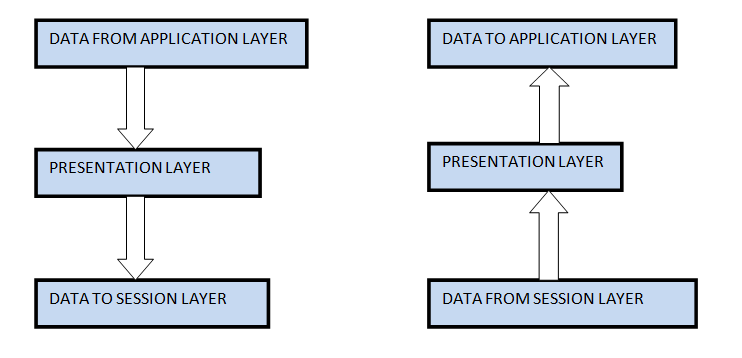 DATA FROM APPLICATION LAYER
PRESENTATION LAYER
DATA TO SESSION LAYER
DATA TO APPLICATION LAYER
PRESENTATION LAYER
DATA FROM SESSION LAYER